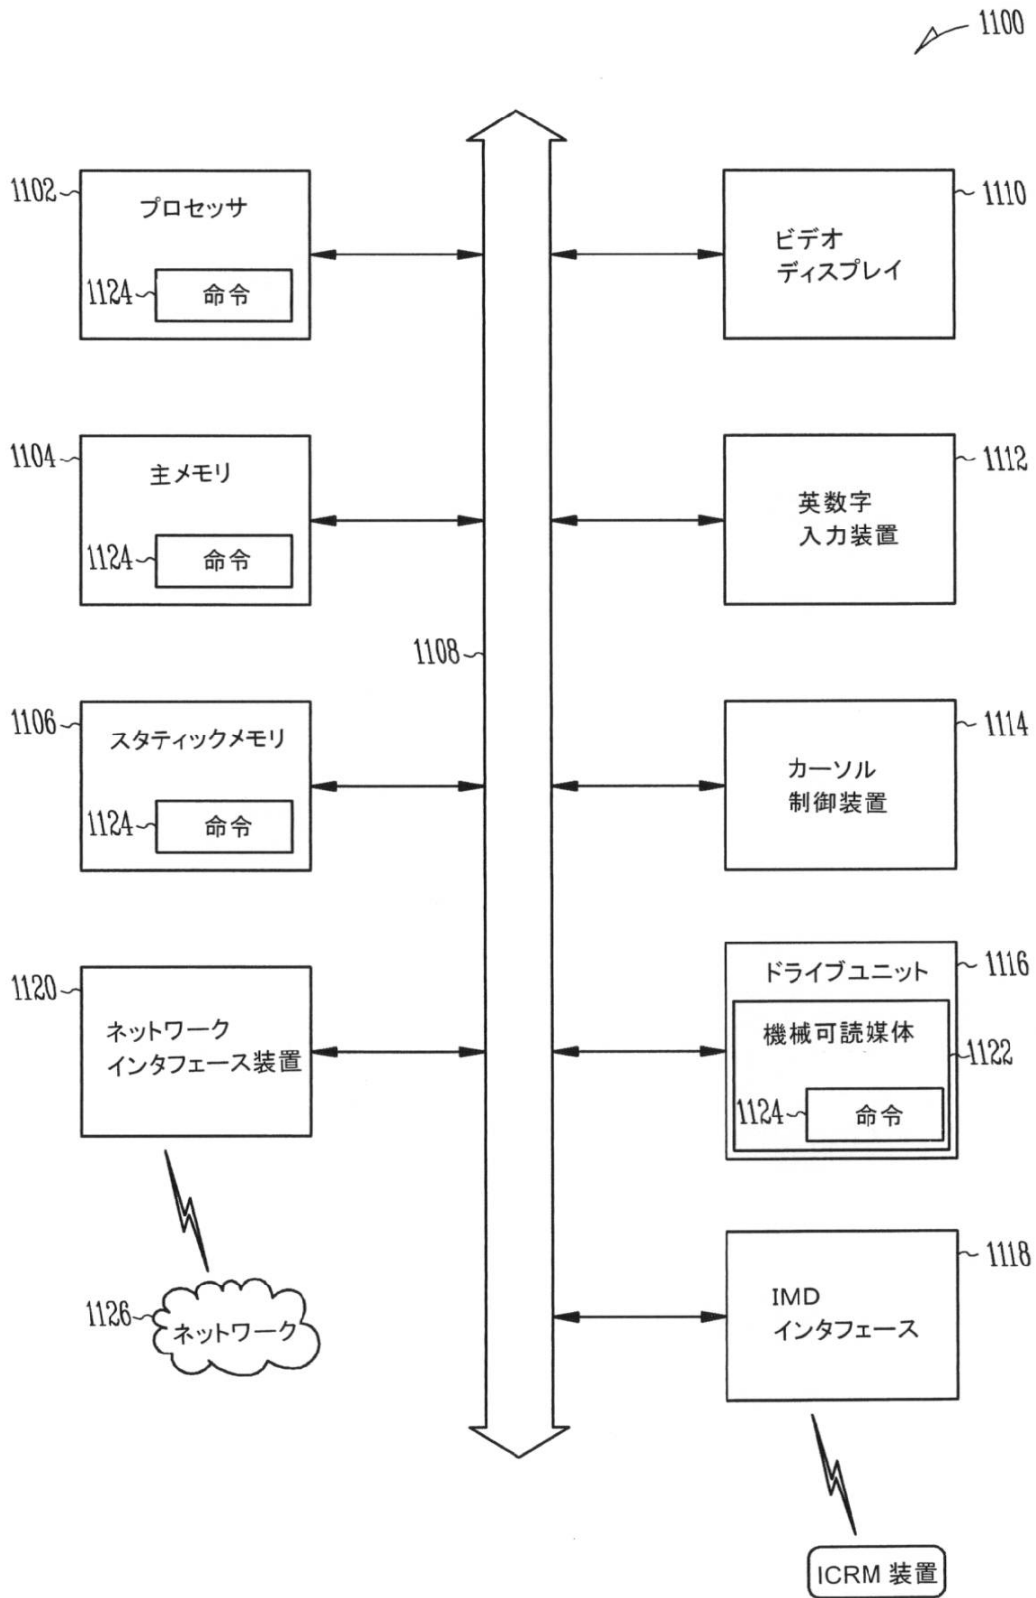 1100
1102
プロセッサ
1124
命令
1110
ビデオ
ディスプレイ
1104
主メモリ
1124
命令
1112
英数字
入力装置
1108
1106
スタティックメモリ
1124
命令
1114
カーソル
制御装置
1120
ネットワーク
インタフェース装置
1116
ドライブユニット
機械可読媒体
1122
1124
命令
1126
ネットワーク
1118
IMD
インタフェース
ICRM 装置